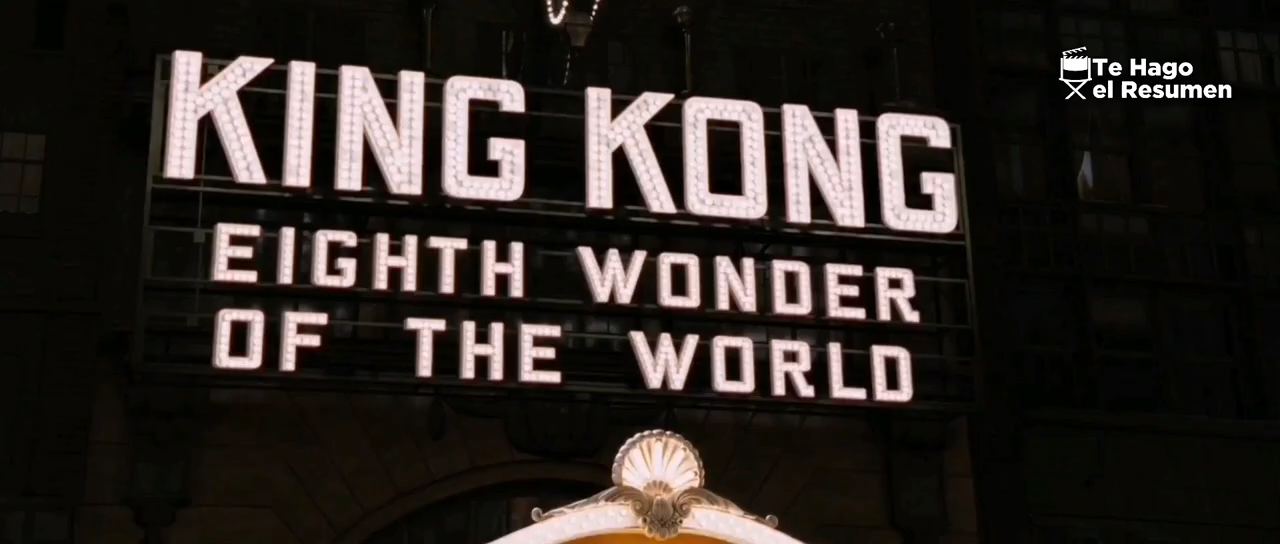 KING KONG
EIGHTH WONDER
OF THE WORLD
Te Hago
el Resumen